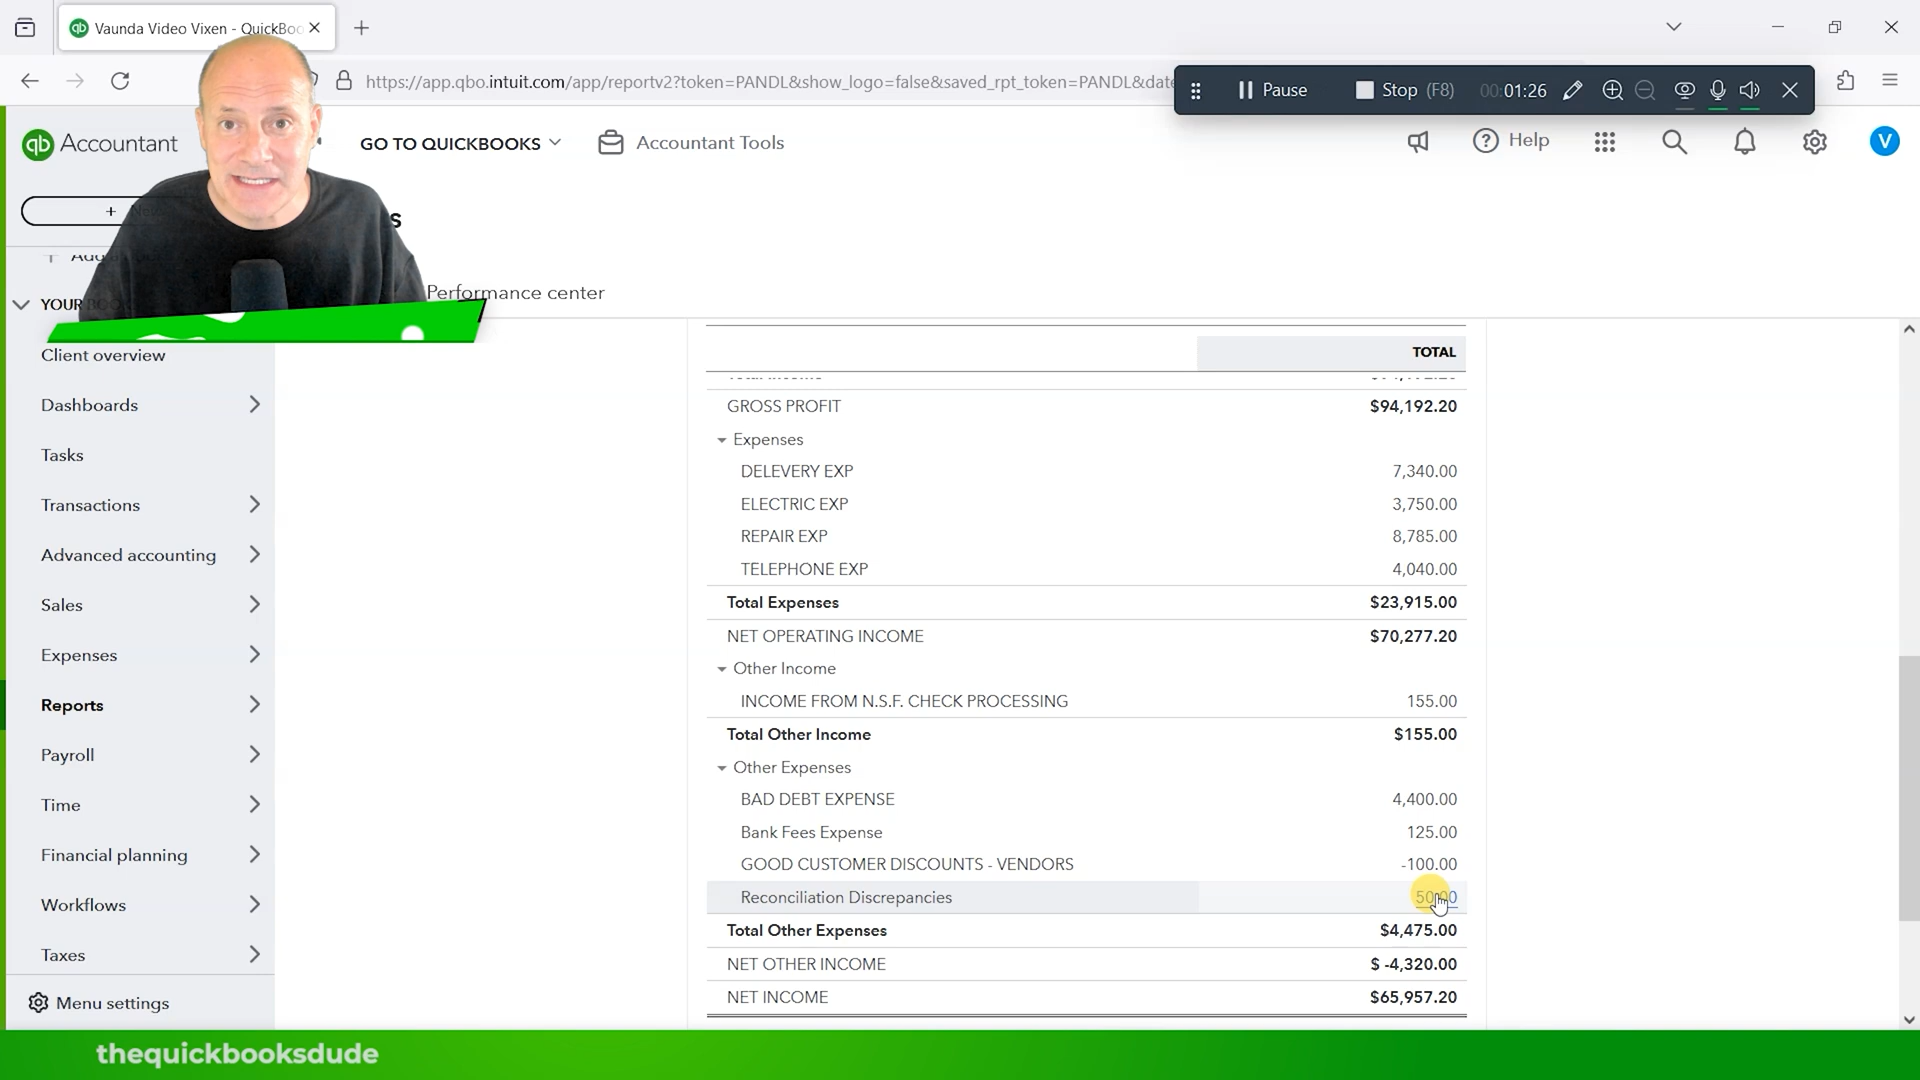 Vaunda Video Vixen - QuickBoo
https://app.qbo.intuit.com/app/reportv2?token=PANDL&show_logo=false&saved_rpt_token=PANDL&date
Pause
Stop (F8)
00:01:26
qb Accountant
GO TO QUICKBOOKS
Accountant Tools
Help
V
+
s
YOUR BOO
Performance center
Client overview
Dashboards
Tasks
Transactions
Advanced accounting
Sales
Expenses
Reports
Payroll
Time
Financial planning
Workflows
Taxes
Menu settings
TOTAL
GROSS PROFIT $94,192.20
Expenses
DELEVERY EXP 7,340.00
ELECTRIC EXP 3,750.00
REPAIR EXP 8,785.00
TELEPHONE EXP 4,040.00
Total Expenses $23,915.00
NET OPERATING INCOME $70,277.20
Other Income
INCOME FROM N.S.F. CHECK PROCESSING 155.00
Total Other Income $155.00
Other Expenses
BAD DEBT EXPENSE 4,400.00
Bank Fees Expense 125.00
GOOD CUSTOMER DISCOUNTS - VENDORS -100.00
Reconciliation Discrepancies 50.00
Total Other Expenses $4,475.00
NET OTHER INCOME $ -4,320.00
NET INCOME $65,957.20
thequickbooksdude